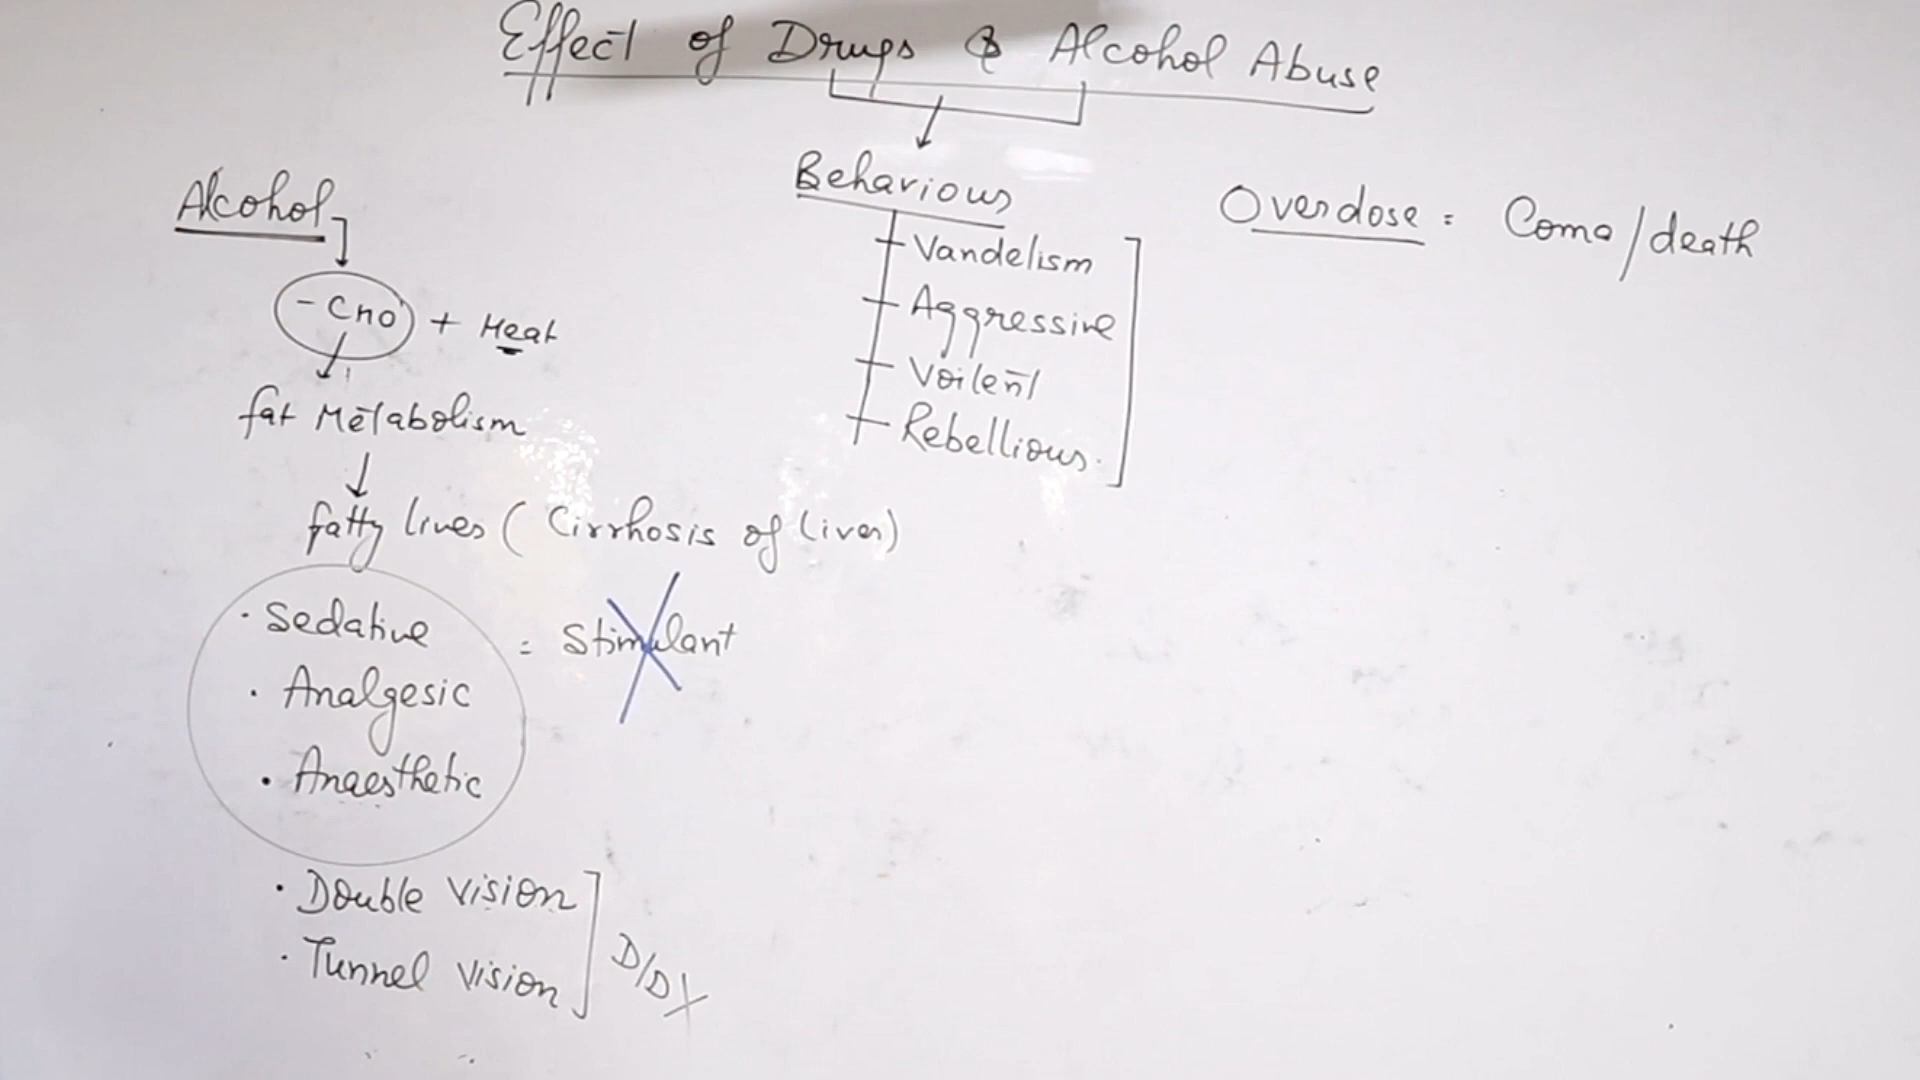 Effect of Drugs & Alcohol Abuse
Alcohol
- CHO + Heat
fat Metabolism
fatty liver ( Cirrhosis of liver)
• Sedative
= Stimulant
• Analgesic
• Anaesthetic
• Double vision
• Tunnel vision
D/D X
Behaviour
Vandelism
Aggressive
Voilent
Rebellious.
Overdose = Coma/death